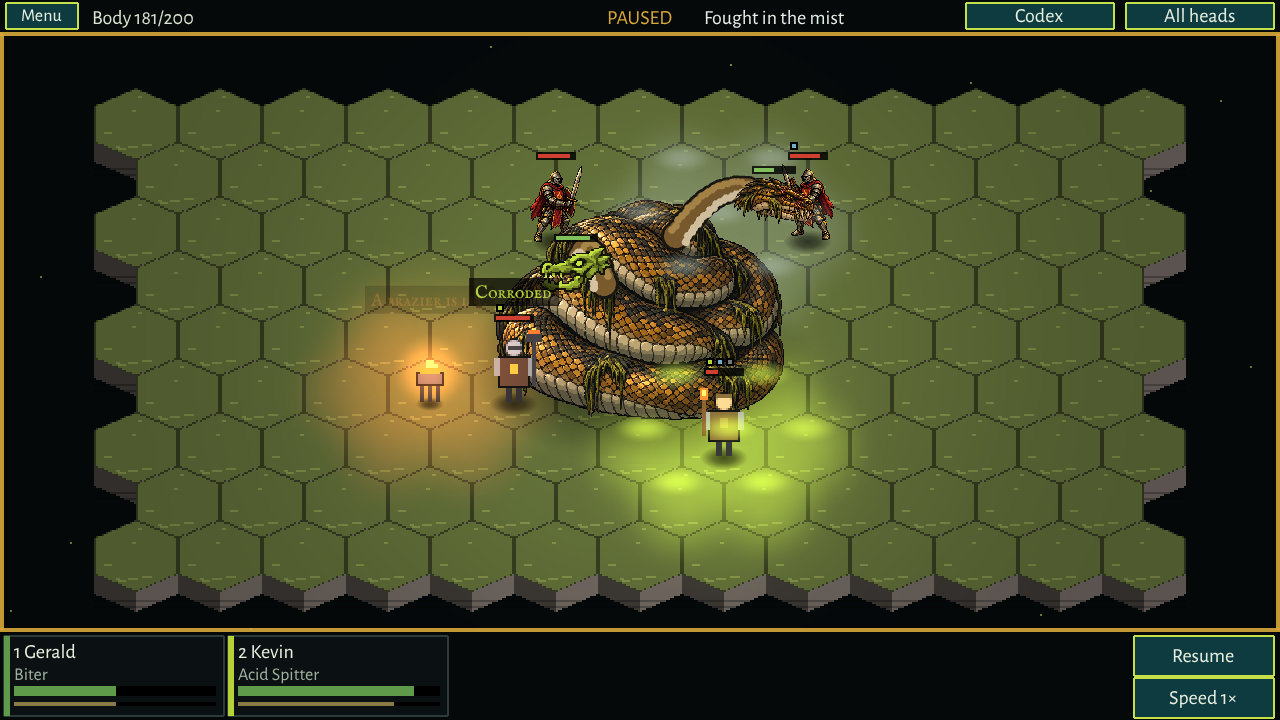 Menu
Body 181/200
PAUSED
Fought in the mist
Codex
All heads
Corroded
1 Gerald
Biter
2 Kevin
Acid Spitter
Resume
Speed 1×